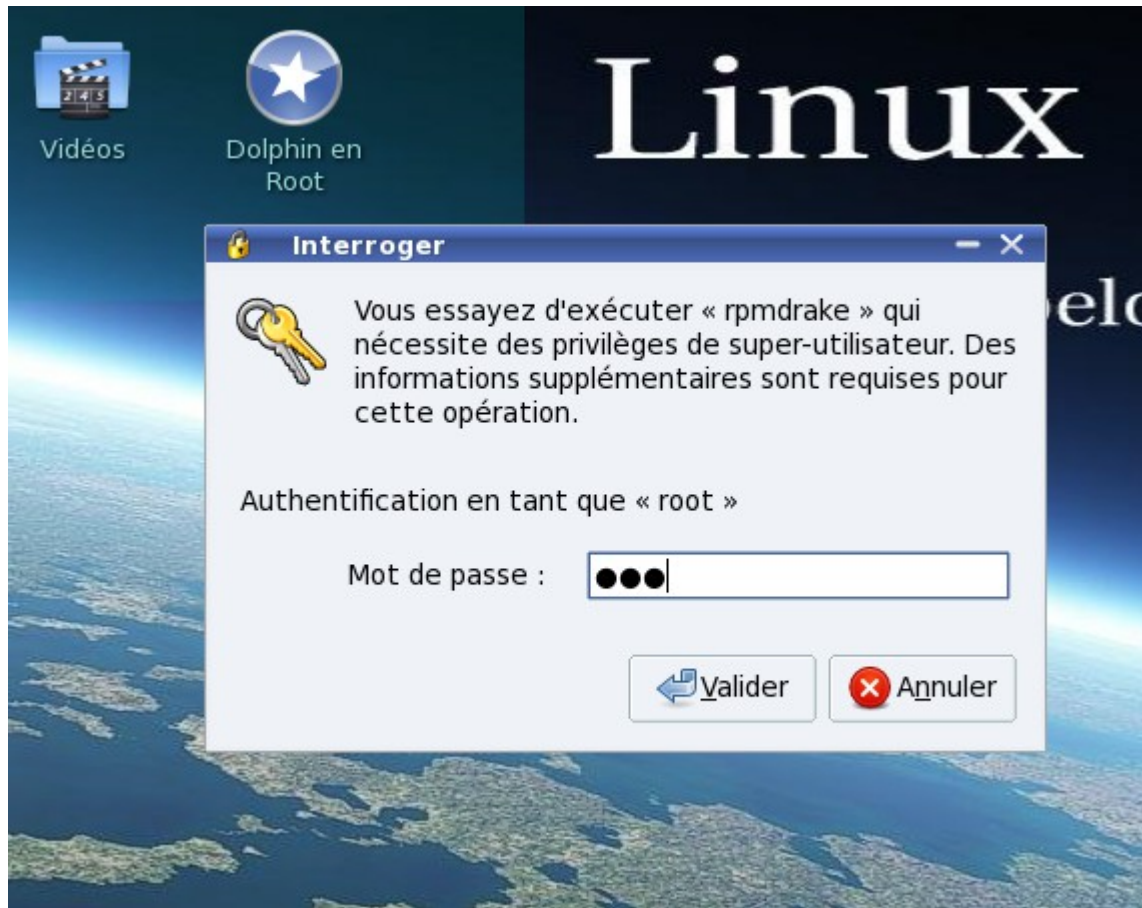 Linux
Vidéos
Dolphin en
Root
Interroger
Vous essayez d'exécuter « rpmdrake » qui
nécessite des privilèges de super-utilisateur. Des
informations supplémentaires sont requises pour
cette opération.
Authentification en tant que « root »
Mot de passe :
Valider
Annuler